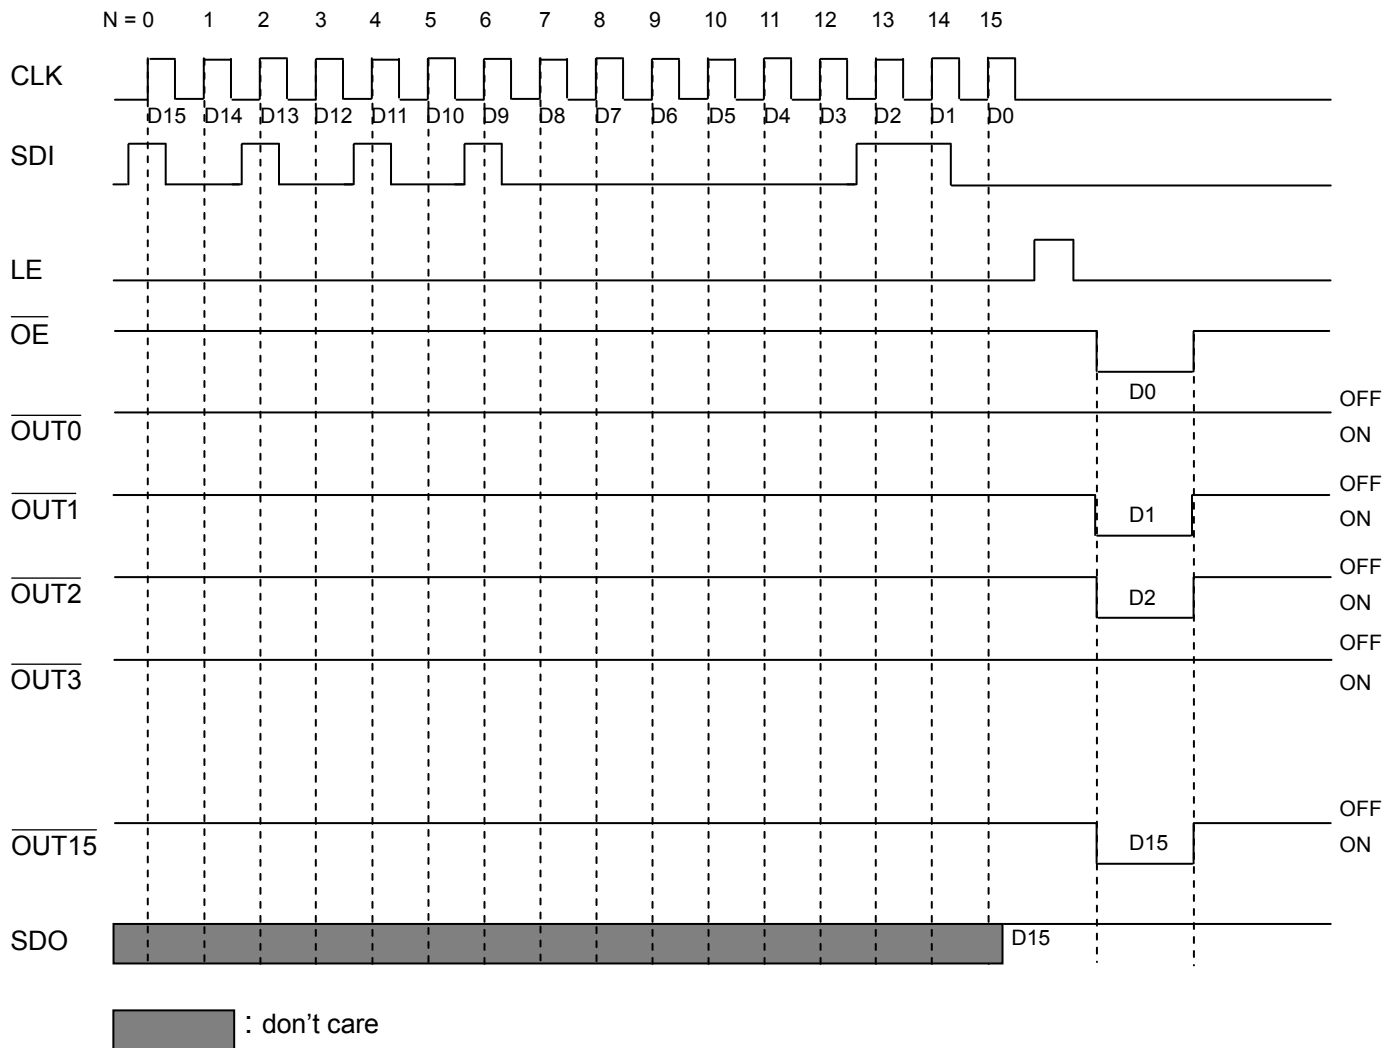 N = 0 1 2 3 4 5 6 7 8 9 10 11 12 13 14 15
CLK
D15 D14 D13 D12 D11 D10 D9 D8 D7 D6 D5 D4 D3 D2 D1 D0
SDI
LE
OE
D0
OFF
OUT0
ON
OFF
OUT1
D1
ON
OFF
OUT2
D2
ON
OFF
OUT3
ON
OFF
OUT15
D15
ON
SDO
D15
: don't care